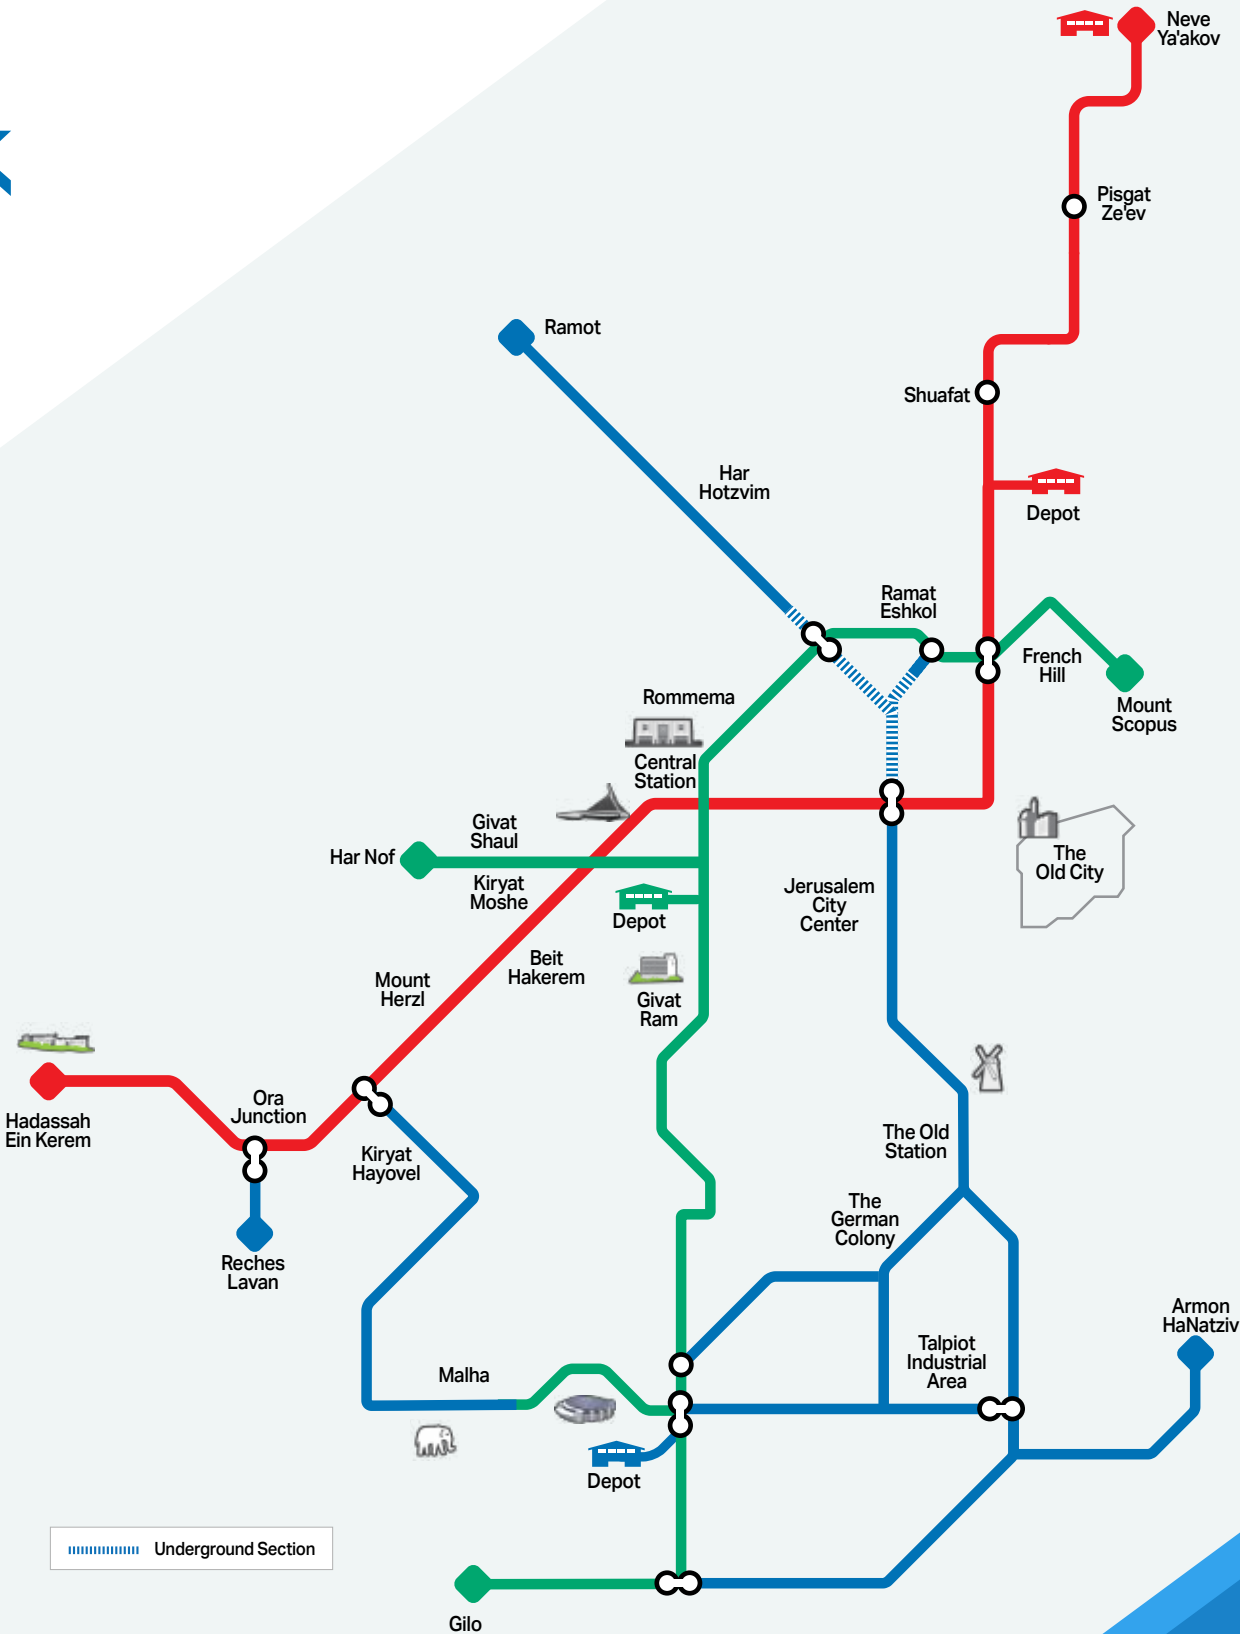 Neve
Ya'akov
Pisgat
Ze'ev
Ramot
Shuafat
Har
Hotzvim
Depot
Ramat
Eshkol
French
Hill
Rommema
Mount
Scopus
Central
Station
Givat
Shaul
Har Nof
The
Old City
Kiryat
Moshe
Jerusalem
City
Center
Depot
Beit
Hakerem
Mount
Herzl
Givat
Ram
Ora
Junction
Hadassah
Ein Kerem
The Old
Station
Kiryat
Hayovel
The
German
Colony
Reches
Lavan
Armon
HaNatziv
Talpiot
Industrial
Area
Malha
Depot
Underground Section
Gilo